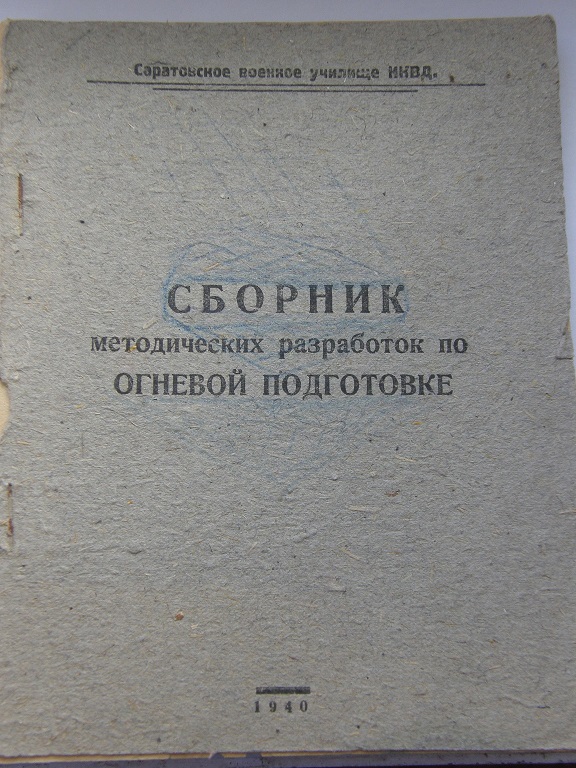 Саратовское военное училище НКВД.
СБОРНИК
методических разработок по
ОГНЕВОЙ ПОДГОТОВКЕ
1940